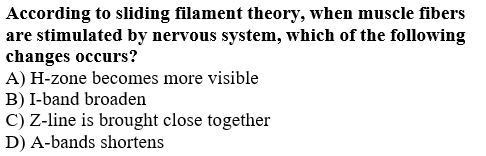 According to sliding filament theory, when muscle fibers
are stimulated by nervous system, which of the following
changes occurs?
A) H-zone becomes more visible
B) I-band broaden
C) Z-line is brought close together
D) A-bands shortens